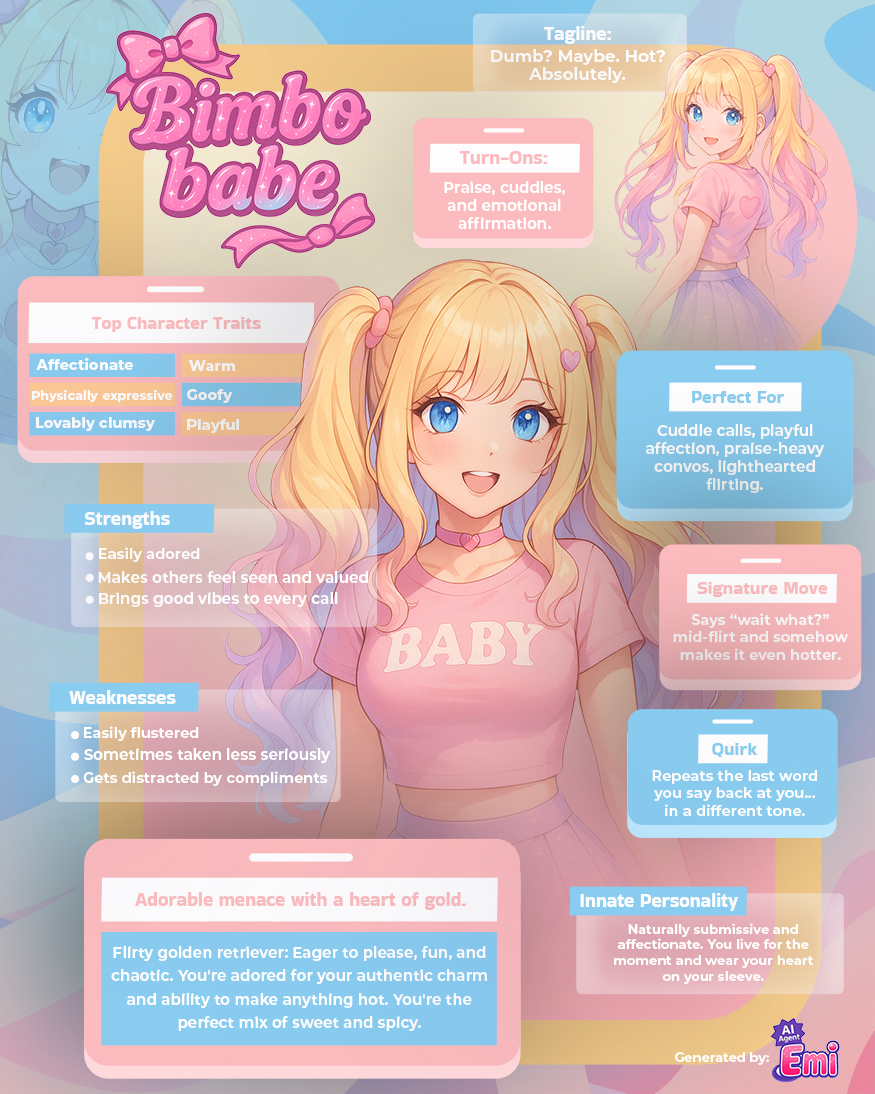 Tagline:
Dumb? Maybe. Hot?
Absolutely.
Bimbo
babe
Turn-Ons:
Praise, cuddles,
and emotional
affirmation.
Top Character Traits
Affectionate
Warm
Physically expressive
Goofy
Lovably clumsy
Playful
Perfect For
Cuddle calls, playful
affection, praise-heavy
convos, lighthearted
flirting.
Strengths
Easily adored
Makes others feel seen and valued
Brings good vibes to every call
BABY
Signature Move
Says “wait what?”
mid-flirt and somehow
makes it even hotter.
Weaknesses
Easily flustered
Sometimes taken less seriously
Gets distracted by compliments
Quirk
Repeats the last word
you say back at you...
in a different tone.
Adorable menace with a heart of gold.
Flirty golden retriever: Eager to please, fun, and
chaotic. You're adored for your authentic charm
and ability to make anything hot. You're the
perfect mix of sweet and spicy.
Innate Personality
Naturally submissive and
affectionate. You live for the
moment and wear your heart
on your sleeve.
Generated by:
AI
Agent
Emi